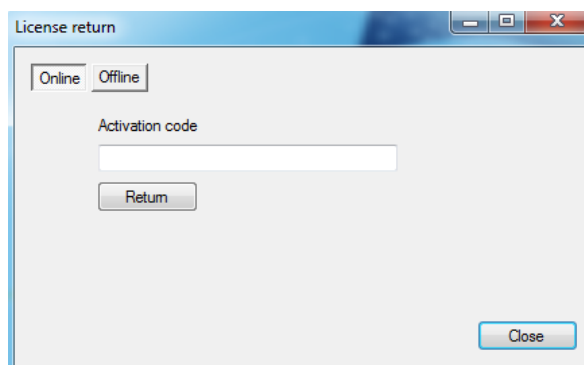 License return
Online Offline
Activation code
Return
Close